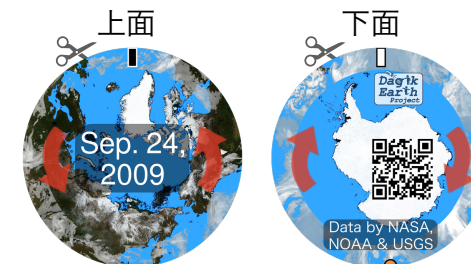 上面
下面
Sep. 24,
2009
Dagik
Earth
Project
Data by NASA,
NOAA & USGS